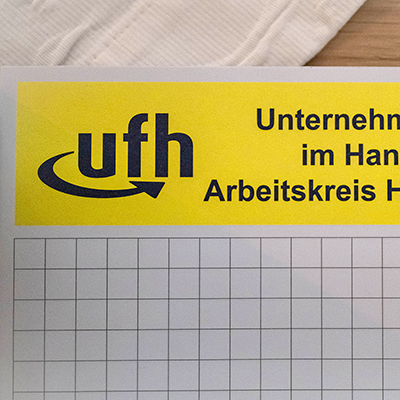 ufh
Unternehm
im Han
Arbeitskreis H